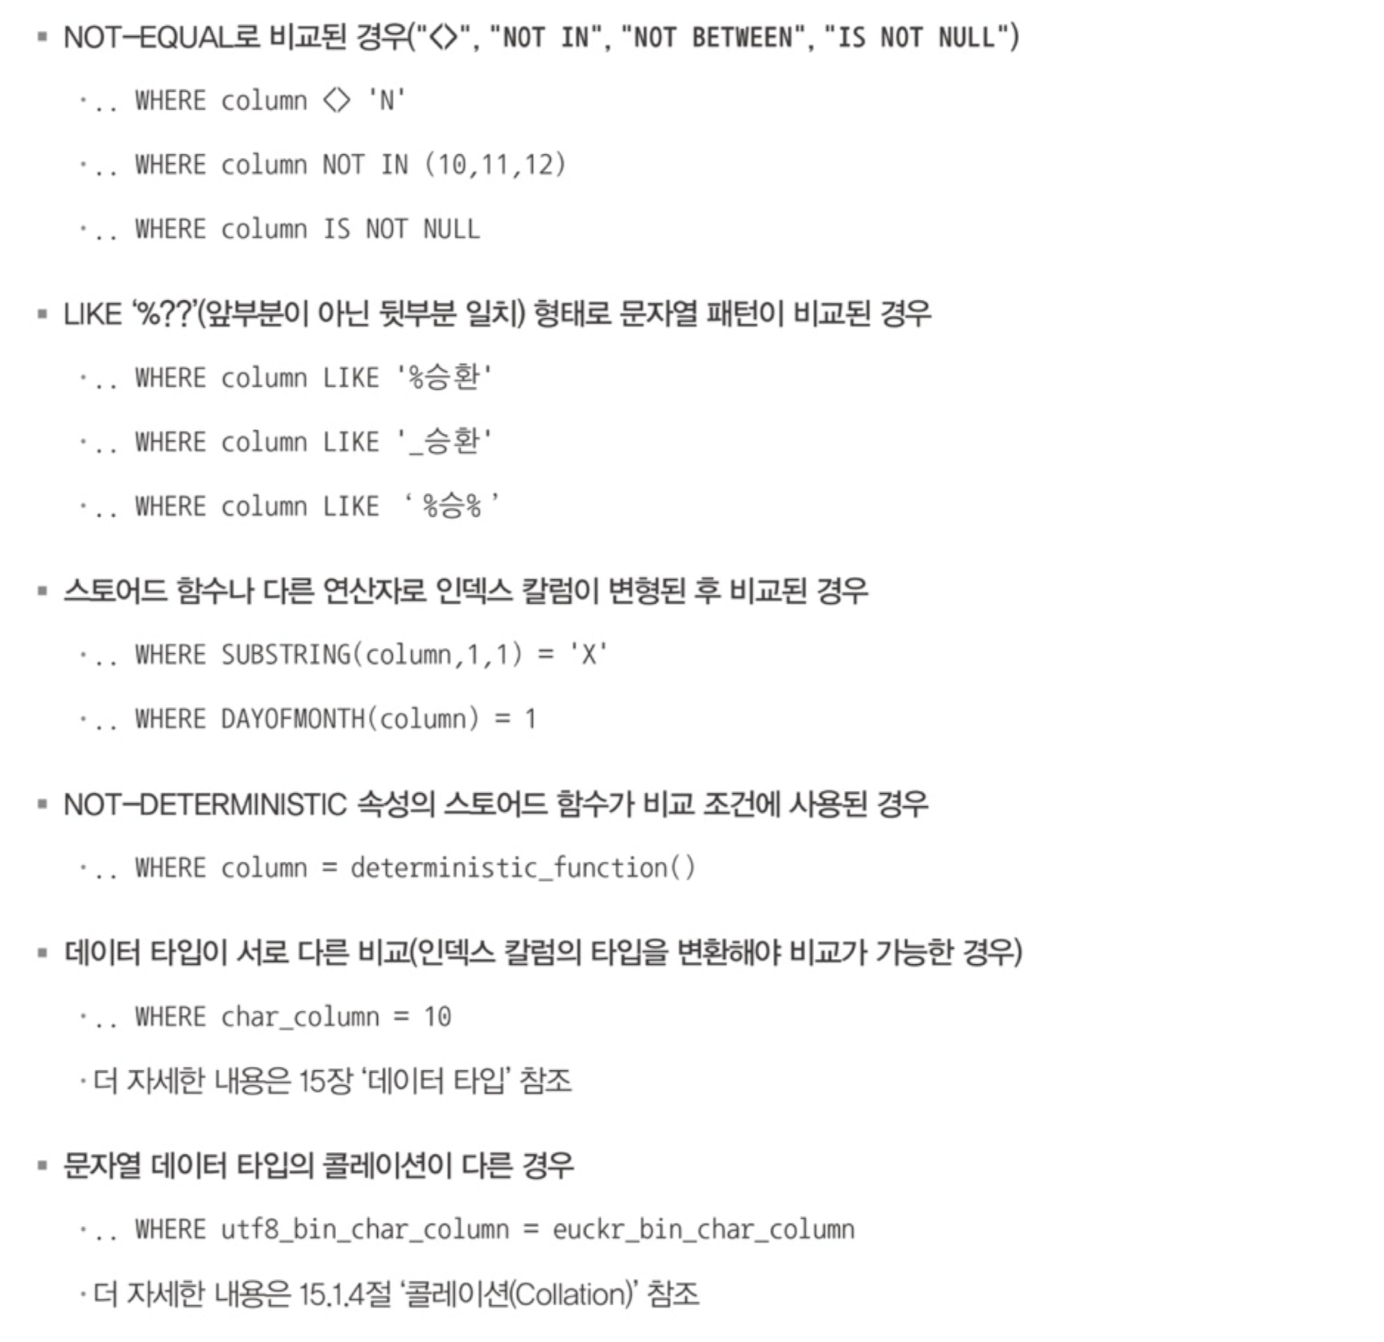 ▪ NOT-EQUAL로 비교된 경우("<>", "NOT IN", "NOT BETWEEN", "IS NOT NULL")
· .. WHERE column <> 'N'
· .. WHERE column NOT IN (10,11,12)
· .. WHERE column IS NOT NULL
▪ LIKE ‘%??’(앞부분이 아닌 뒷부분 일치) 형태로 문자열 패턴이 비교된 경우
· .. WHERE column LIKE '%승환'
· .. WHERE column LIKE '_승환'
· .. WHERE column LIKE ‘%승%’
▪ 스토어드 함수나 다른 연산자로 인덱스 칼럼이 변형된 후 비교된 경우
· .. WHERE SUBSTRING(column,1,1) = 'X'
· .. WHERE DAYOFMONTH(column) = 1
▪ NOT-DETERMINISTIC 속성의 스토어드 함수가 비교 조건에 사용된 경우
· .. WHERE column = deterministic_function()
▪ 데이터 타입이 서로 다른 비교(인덱스 칼럼의 타입을 변환해야 비교가 가능한 경우)
· .. WHERE char_column = 10
· 더 자세한 내용은 15장 ‘데이터 타입’ 참조
▪ 문자열 데이터 타입의 콜레이션이 다른 경우
· .. WHERE utf8_bin_char_column = euckr_bin_char_column
· 더 자세한 내용은 15.1.4절 ‘콜레이션(Collation)’ 참조